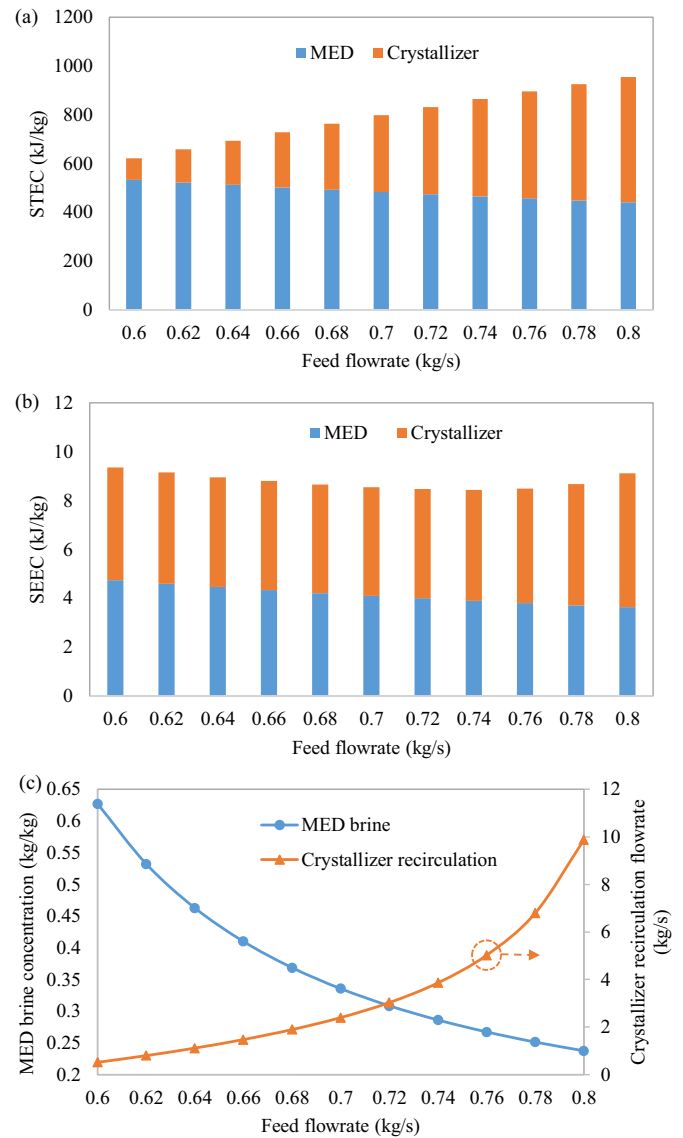 (a)
1200
1000
800
600
400
200
0
STEC (kJ/kg)
MED Crystallizer
0.6 0.62 0.64 0.66 0.68 0.7 0.72 0.74 0.76 0.78 0.8
Feed flowrate (kg/s)
(b)
12
10
8
6
4
2
0
SEEC (kJ/kg)
MED Crystallizer
0.6 0.62 0.64 0.66 0.68 0.7 0.72 0.74 0.76 0.78 0.8
Feed flowrate (kg/s)
(c)
0.65
0.6
0.55
0.5
0.45
0.4
0.35
0.3
0.25
0.2
MED brine concentration (kg/kg)
MED brine
Crystallizer recirculation
12
10
8
6
4
2
0
Crystallizer recirculation flowrate
(kg/s)
0.6 0.62 0.64 0.66 0.68 0.7 0.72 0.74 0.76 0.78 0.8
Feed flowrate (kg/s)